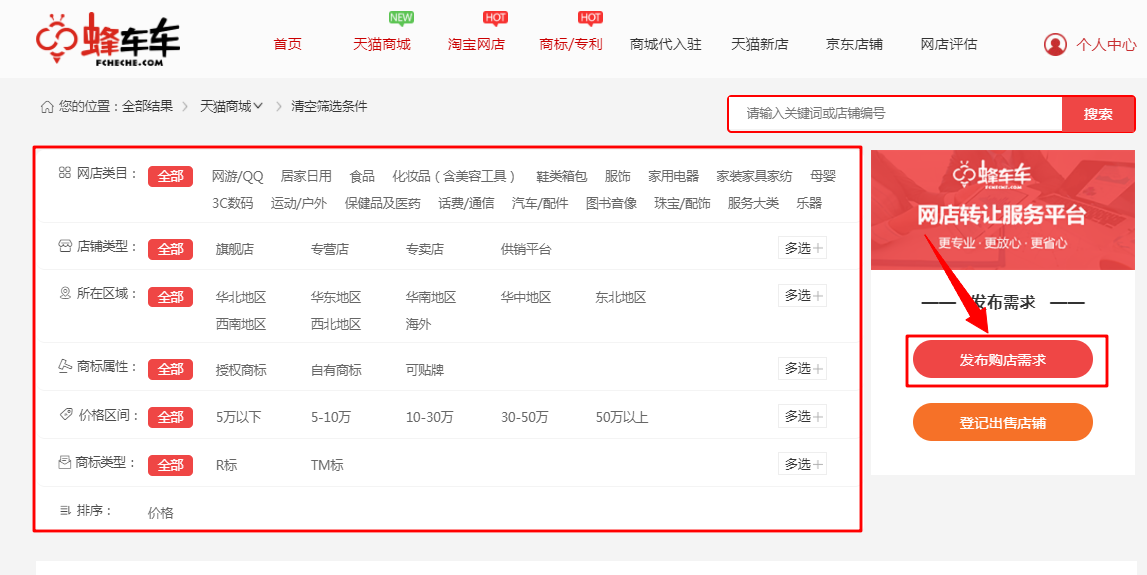 NEW HOT HOT
蜂车车
FCHECHE.COM
首页 天猫商城 淘宝网店 商标/专利 商城代入驻 天猫新店 京东店铺 网店评估 个人中心
您的位置：全部结果 天猫商城 清空筛选条件
请输入关键词或店铺编号 搜索
网店类目： 全部 网游/QQ 居家日用 食品 化妆品（含美容工具） 鞋类箱包 服饰 家用电器 家装家具家纺 母婴
3C数码 运动/户外 保健品及医药 话费/通信 汽车/配件 图书音像 珠宝/配饰 服务大类 乐器
店铺类型： 全部 旗舰店 专营店 专卖店 供销平台 多选+
所在区域： 全部 华北地区 华东地区 华南地区 华中地区 东北地区 多选+
西南地区 西北地区 海外
商标属性： 全部 授权商标 自有商标 可贴牌 多选+
价格区间： 全部 5万以下 5-10万 10-30万 30-50万 50万以上 多选+
商标类型： 全部 R标 TM标 多选+
排序： 价格
蜂车车
FCHECHE.COM
网店转让服务平台
更专业·更放心·更省心
发布需求
发布购店需求
登记出售店铺